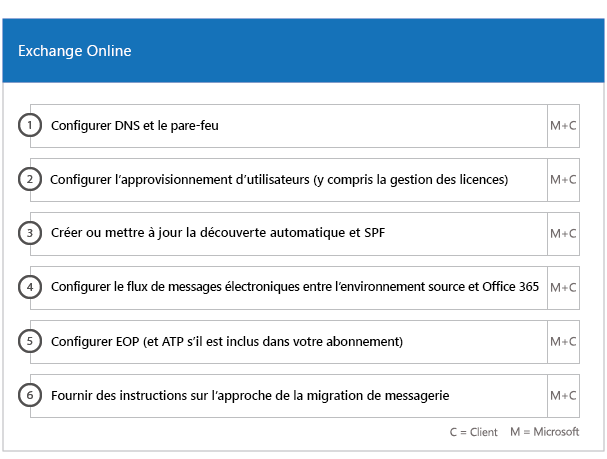 Exchange Online
1 Configurer DNS et le pare-feu M+C
2 Configurer l'approvisionnement d'utilisateurs (y compris la gestion des licences) M+C
3 Créer ou mettre à jour la découverte automatique et SPF M+C
4 Configurer le flux de messages électroniques entre l'environnement source et Office 365 M+C
5 Configurer EOP (et ATP s'il est inclus dans votre abonnement) M+C
6 Fournir des instructions sur l'approche de la migration de messagerie M+C
C = Client M = Microsoft